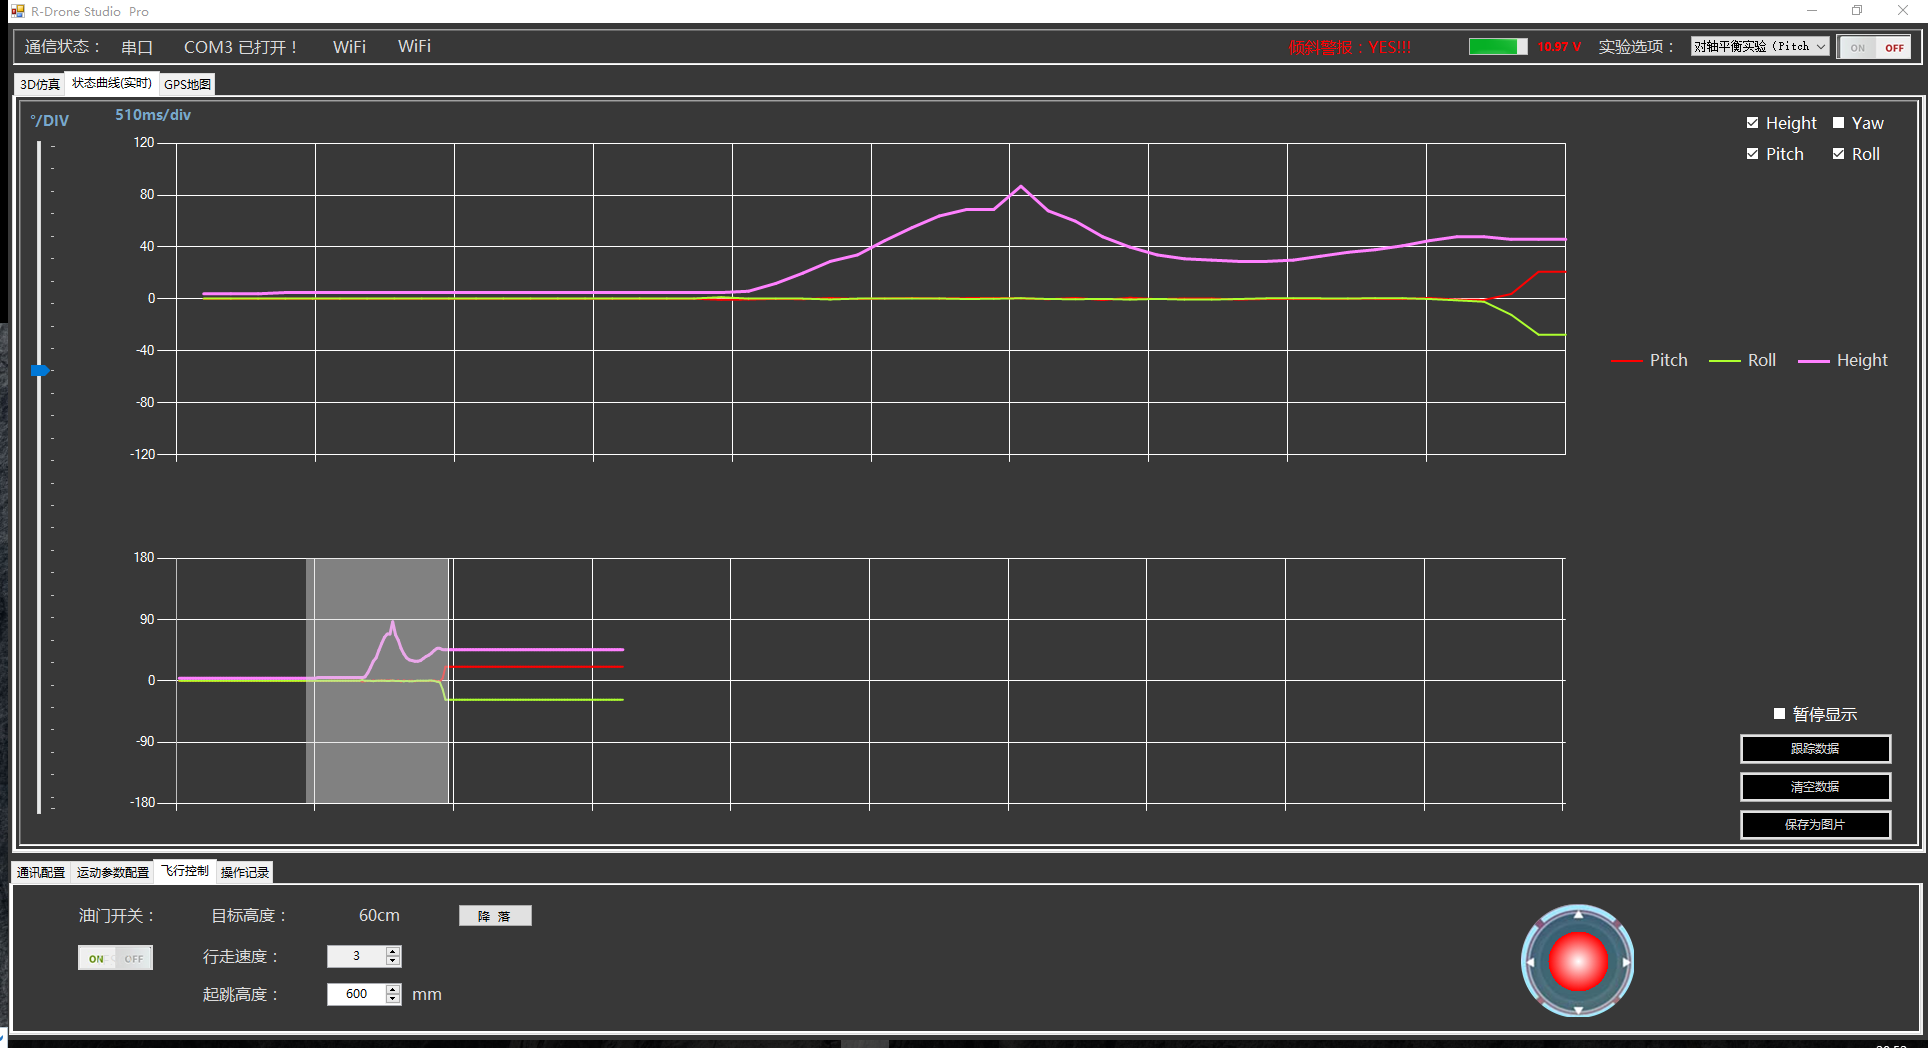 R-Drone Studio Pro
通信状态： 串口 COM3 已打开！ WiFi WiFi 倾斜警报：YES!!! 10.97 V 实验选项： 对轴平衡实验（Pitch ON OFF
3D仿真 状态曲线(实时) GPS地图
°/DIV 510ms/div
Height Yaw
Pitch Roll
120
80
40
0
-40
-80
-120
Pitch Roll Height
180
90
0
-90
-180
暂停显示
跟踪数据
清空数据
保存为图片
通讯配置 运动参数配置 飞行控制 操作记录
油门开关： 目标高度： 60cm 降 落
ON OFF 行走速度： 3
起跳高度： 600 mm